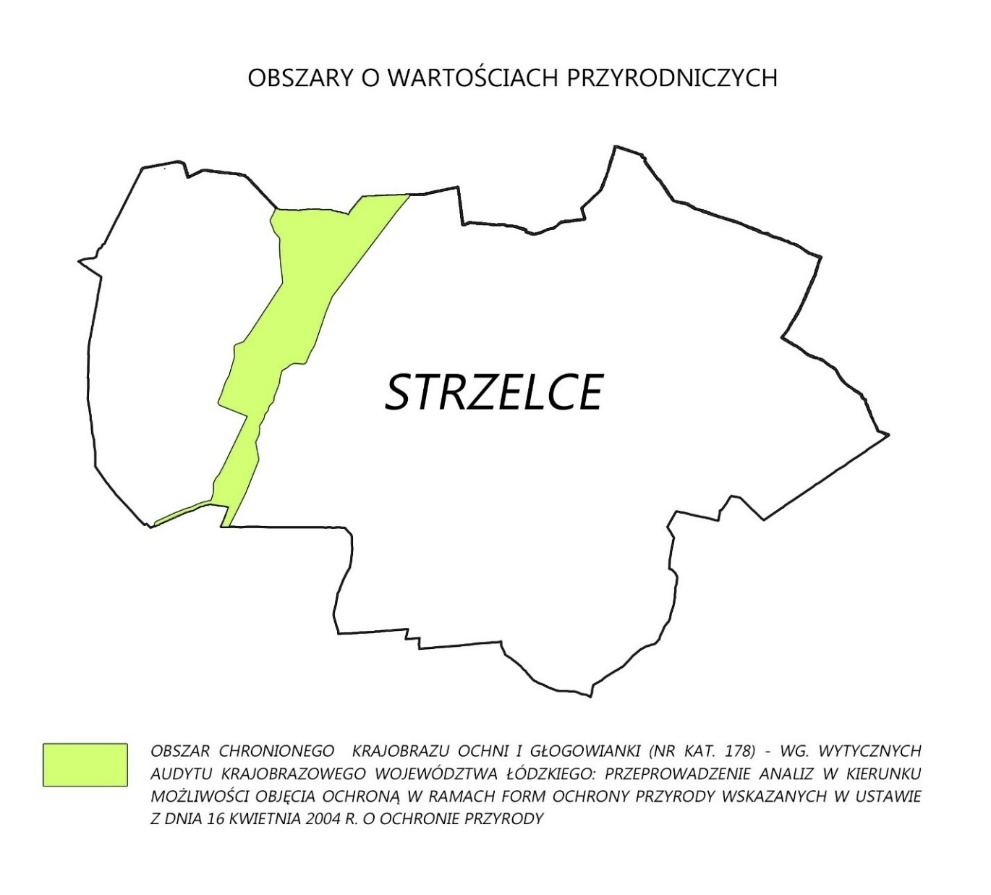 OBSZARY O WARTOŚCIACH PRZYRODNICZYCH
STRZELCE
OBSZAR CHRONIONEGO KRAJOBRAZU OCHNI I GŁOGOWIANKI (NR KAT. 178) - WG. WYTYCZNYCH
AUDYTU KRAJOBRAZOWEGO WOJEWÓDZTWA ŁÓDZKIEGO: PRZEPROWADZENIE ANALIZ W KIERUNKU
MOŻLIWOŚCI OBJĘCIA OCHRONĄ W RAMACH FORM OCHRONY PRZYRODY WSKAZANYCH W USTAWIE
Z DNIA 16 KWIETNIA 2004 R. O OCHRONIE PRZYRODY